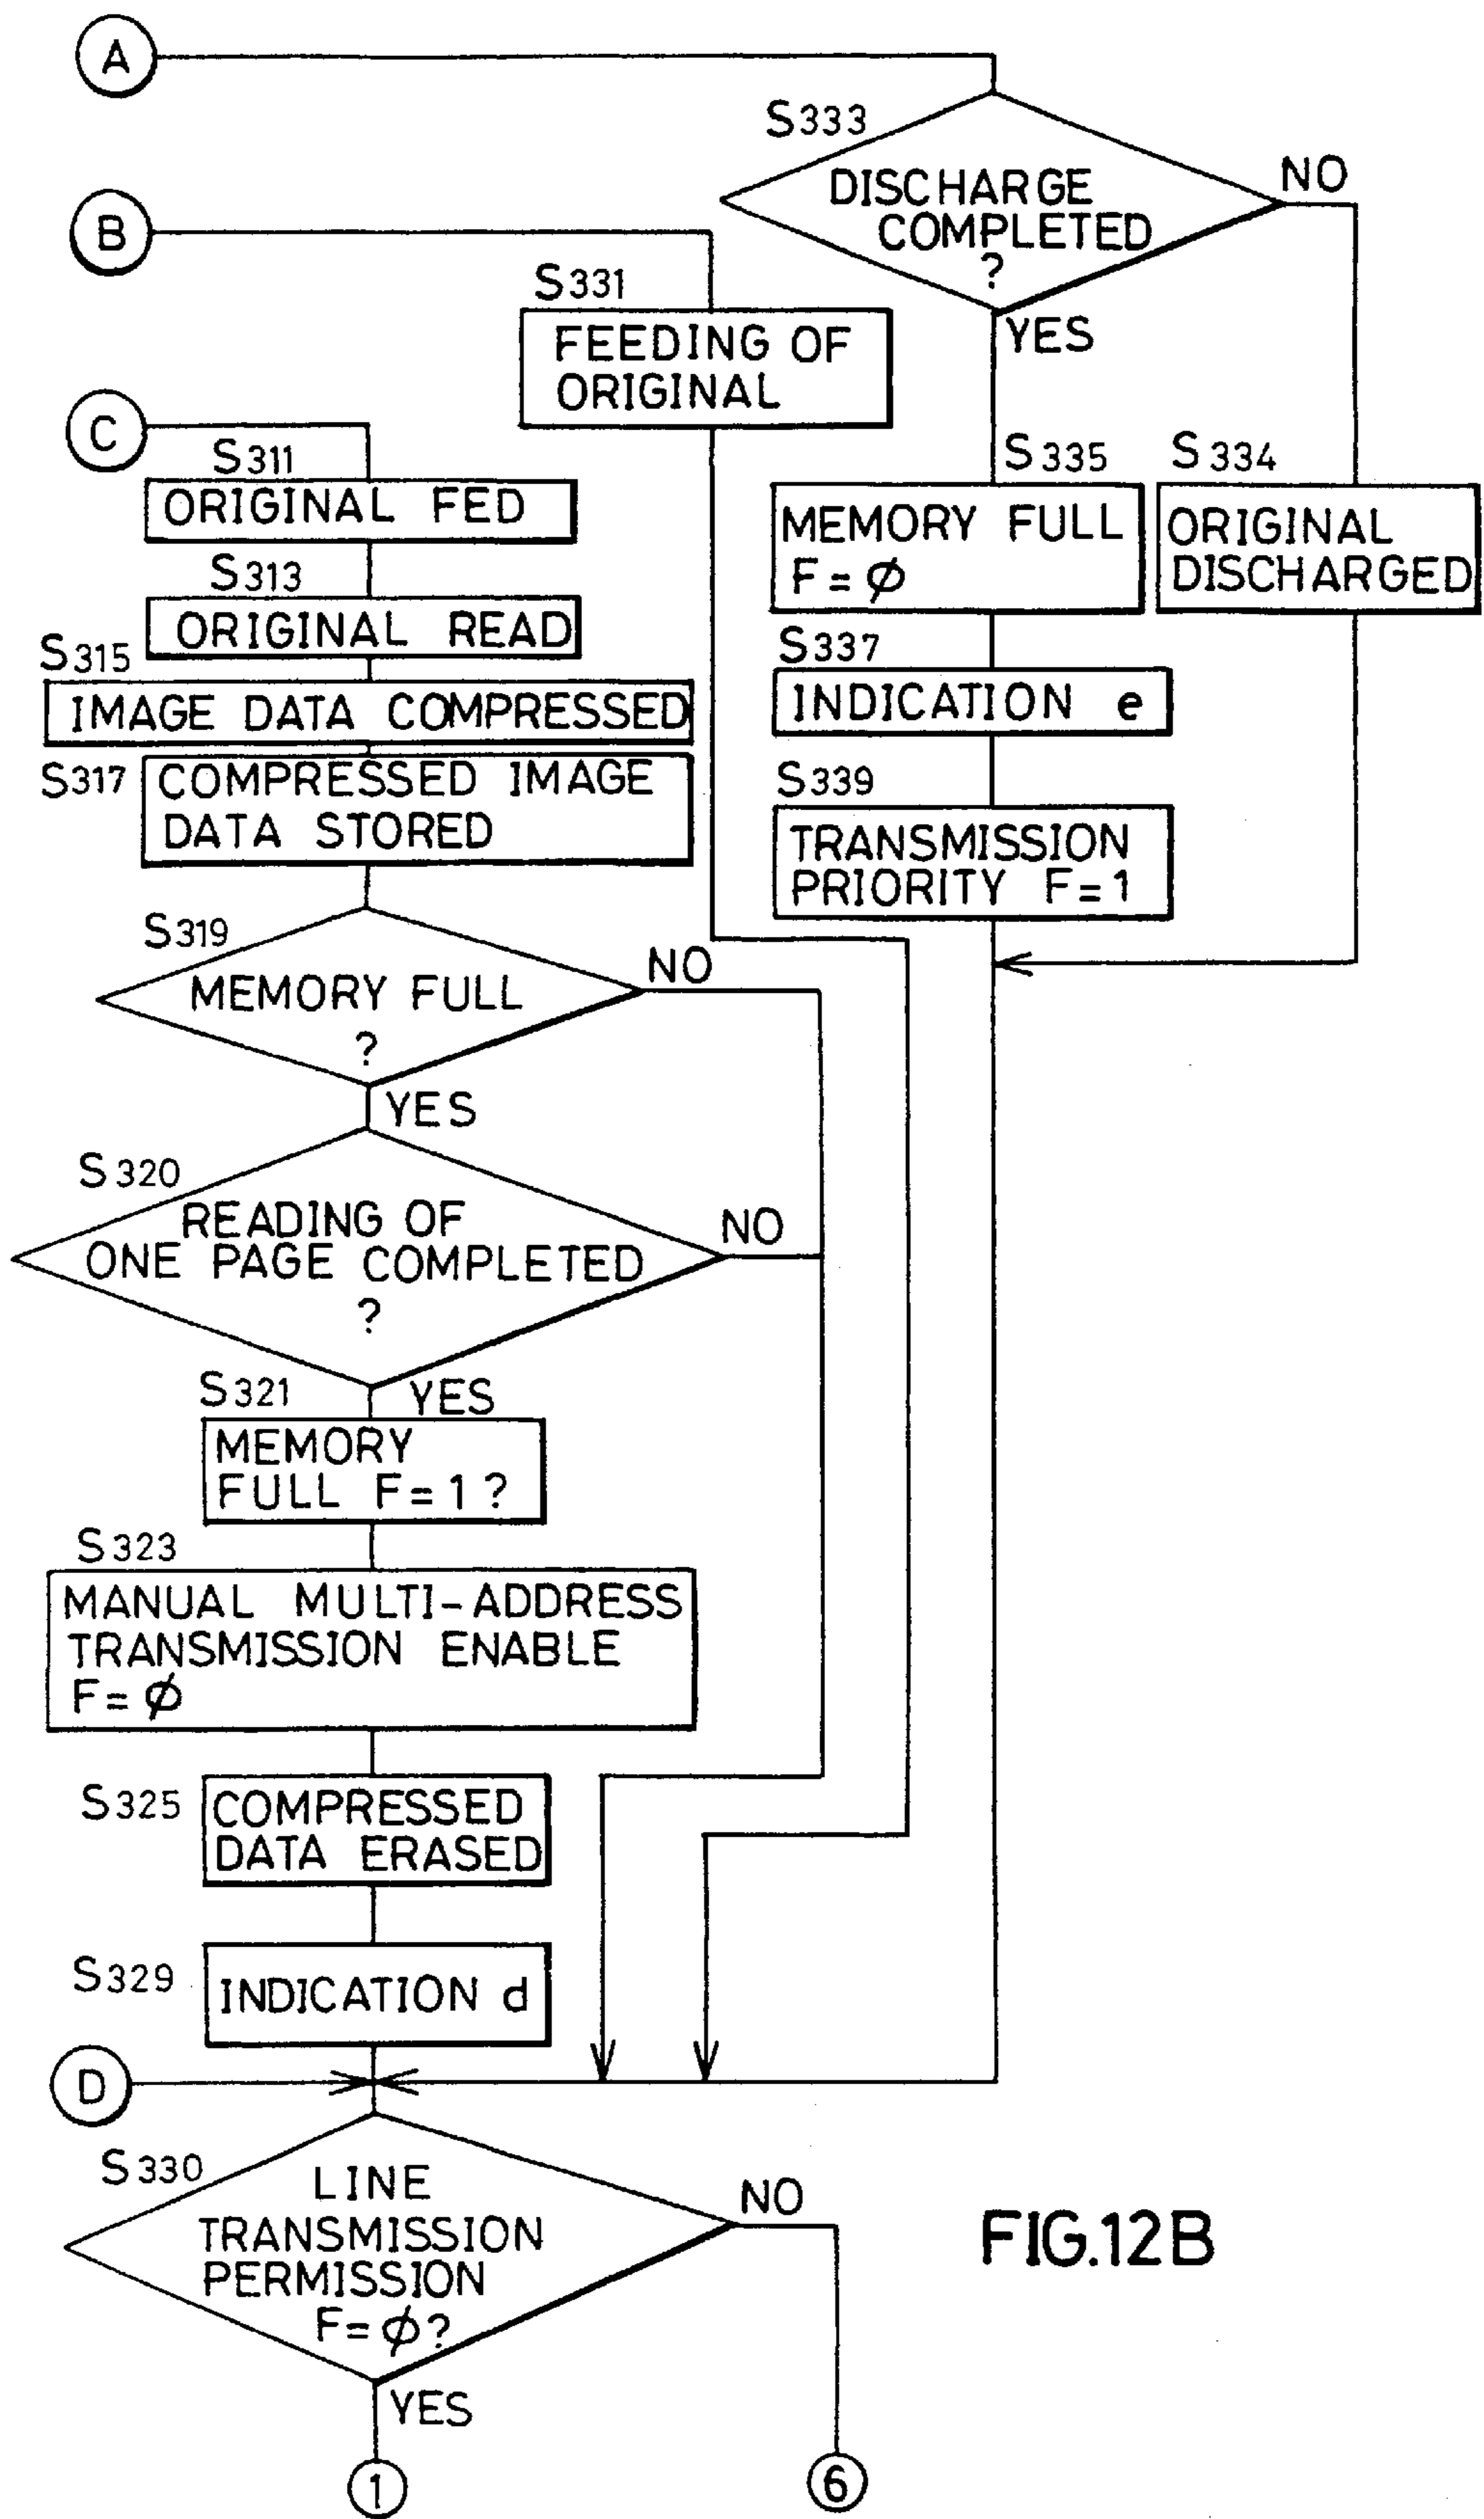 A
S333
DISCHARGE
COMPLETED
?
NO
YES
B
S331
FEEDING OF
ORIGINAL
C
S311
ORIGINAL FED
S313
ORIGINAL READ
S315
IMAGE DATA COMPRESSED
S317
COMPRESSED IMAGE
DATA STORED
S335
MEMORY FULL
F=φ
S334
ORIGINAL
DISCHARGED
S337
INDICATION e
S339
TRANSMISSION
PRIORITY F=1
S319
MEMORY FULL
?
NO
YES
S320
READING OF
ONE PAGE COMPLETED
?
NO
YES
S321
MEMORY
FULL F=1?
S323
MANUAL MULTI-ADDRESS
TRANSMISSION ENABLE
F=φ
S325
COMPRESSED
DATA ERASED
S329
INDICATION d
D
S330
LINE
TRANSMISSION
PERMISSION
F=φ?
NO
YES
1
6
FIG.12B